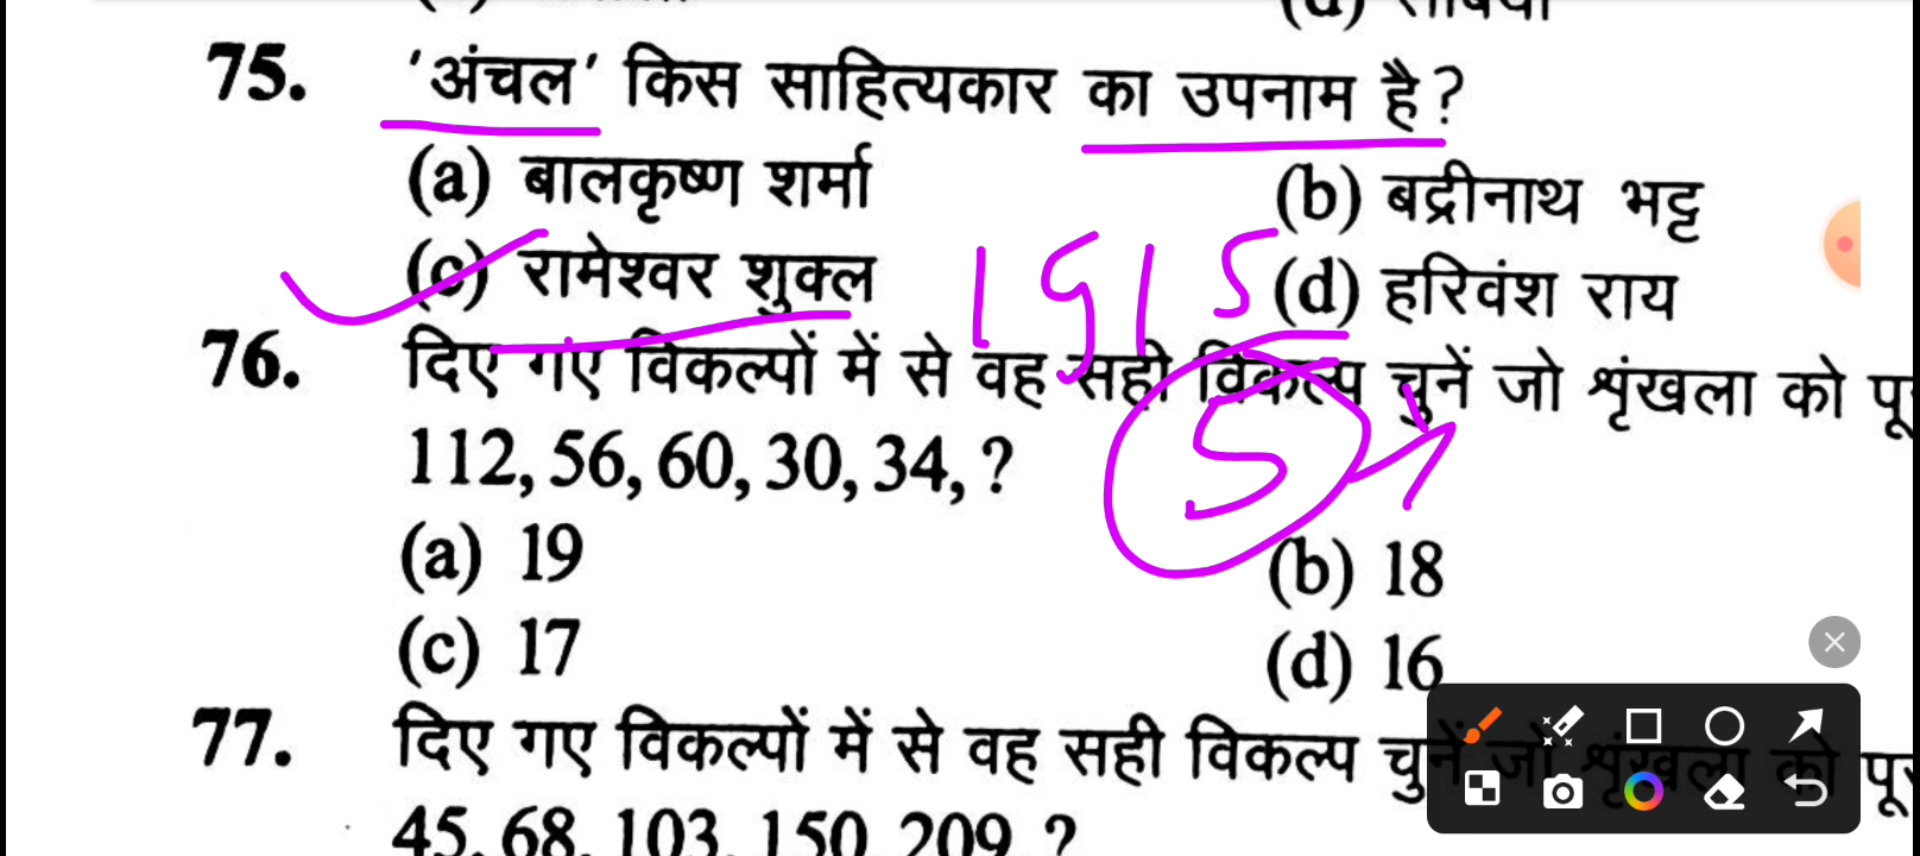 75. 'अंचल' किस साहित्यकार का उपनाम है?
(a) बालकृष्ण शर्मा (b) बद्रीनाथ भट्ट
(c) रामेश्वर शुक्ल 1915 (d) हरिवंश राय
76. दिए गए विकल्पों में से वह सही विकल्प चुनें जो शृंखला को
5
112, 56, 60, 30, 34, ?
(a) 19 (b) 18
(c) 17 (d) 16
77. दिए गए विकल्पों में से वह सही विकल्प चुनें जो शृंखला को
45, 68, 103, 150, 209, ?